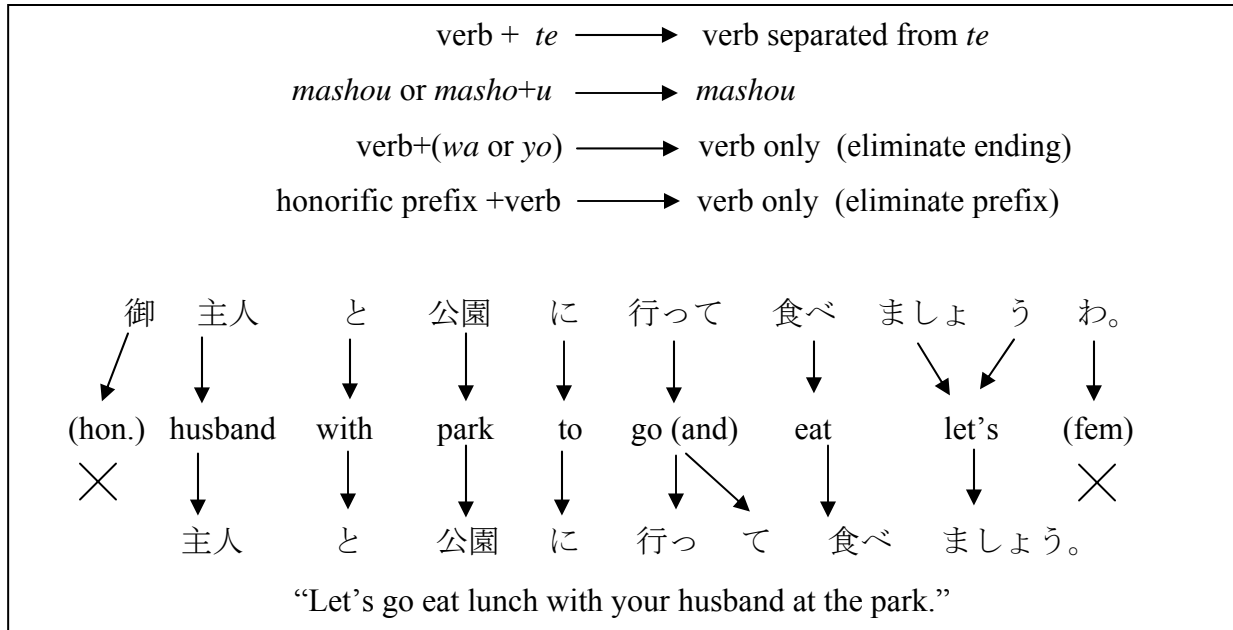 verb + te verb separated from te
mashou or masho+u mashou
verb+(wa or yo) verb only (eliminate ending)
honorific prefix +verb verb only (eliminate prefix)
御 主人 と 公園 に 行って 食べ ましょ う わ。
(hon.) husband with park to go (and) eat let's (fem)
主人 と 公園 に 行っ て 食べ ましょう。
“Let's go eat lunch with your husband at the park.”